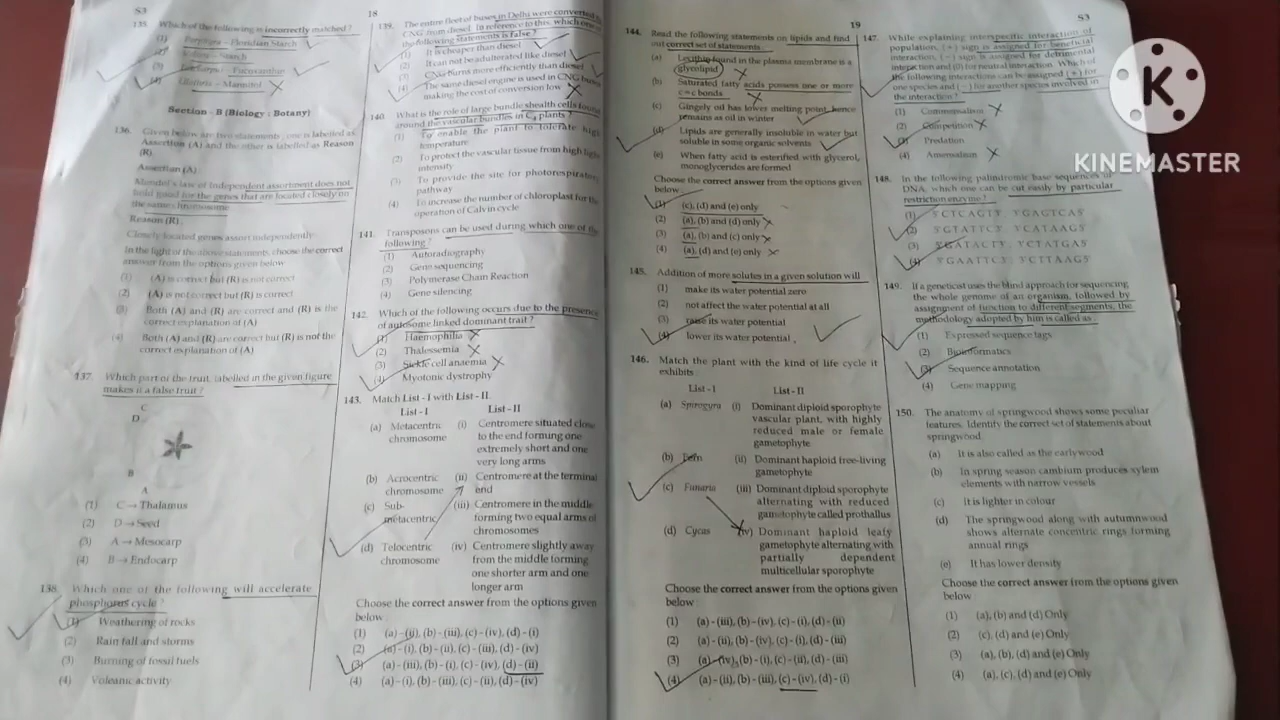 S3
18
135. Which of the following is incorrectly matched ?
(1) Porphyra – Floridian Starch
(4)
Section - B (Biology : Botany)
136. Given below are two statements, one is labelled as
Assertion (A) and the other is labelled as Reason
(R).
Assertion (A)
Mendel's law of Independent assortment does not
hold good for the genes that are located closely on
the same chromosome
Reason (R)
Closely located genes assort independently
In the light of the above statements, choose the correct
answer from the options given below
(1) (A) is correct but (R) is not correct
(2) (A) is not correct but (R) is correct
(3) Both (A) and (R) are correct and (R) is the
correct explanation of (A)
(4) Both (A) and (R) are correct but (R) is not the
correct explanation of (A)
137. Which part of the fruit, labelled in the given figure
makes it a false fruit ?
C
D
B
A
(1) C → Thalamus
(2) D → Seed
(3) A → Mesocarp
(4) B → Endocarp
138. Which one of the following will accelerate
phosphorus cycle ?
(1) Weathering of rocks
(2) Rain fall and storms
(3) Burning of fossil fuels
(4) Volcanic activity
139. The entire fleet of buses in Delhi were converted to
CNG from diesel. In reference to this, which one of
the following statements is false ?
(1) It is cheaper than diesel
(2) It can not be adulterated like diesel
(3) CNG burns more efficiently than diesel
(4) The same diesel engine is used in CNG buses
making the cost of conversion low
140. What is the role of large bundle sheath cells found
around the vascular bundles in C4 plants ?
(1) To enable the plant to tolerate high
temperature
(2) To protect the vascular tissue from high light
intensity
(3) To provide the site for photorespiratory
pathway
(4) To increase the number of chloroplast for the
operation of Calvin cycle
141. Transposons can be used during which one of the
following ?
(1) Autoradiography
(2) Gene sequencing
(3) Polymerase Chain Reaction
(4) Gene silencing
142. Which of the following occurs due to the presence
of autosome linked dominant trait ?
(1) Haemophilia
(2) Thalessemia
(3) Sickle cell anaemia
(4) Myotonic dystrophy
143. Match List - I with List - II.
List - I List - II
(a) Metacentric (i) Centromere situated close
chromosome to the end forming one
extremely short and one
very long arms
(b) Acrocentric (ii) Centromere at the terminal
chromosome end
(c) Sub- (iii) Centromere in the middle
metacentric forming two equal arms of
chromosomes
(d) Telocentric (iv) Centromere slightly away
chromosome from the middle forming
one shorter arm and one
longer arm
Choose the correct answer from the options given
below :
(1) (a) - (ii), (b) - (iii), (c) - (iv), (d) - (i)
(2) (a) - (i), (b) - (ii), (c) - (iii), (d) - (iv)
(3) (a) - (iii), (b) - (i), (c) - (iv), (d) - (ii)
(4) (a) - (i), (b) - (iii), (c) - (ii), (d) - (iv)
19
S3
144. Read the following statements on lipids and find
out correct set of statements :
(a) Lecithin found in the plasma membrane is a
glycolipid
(b) Saturated fatty acids possess one or more
c=c bonds
(c) Gingely oil has lower melting point, hence
remains as oil in winter
(d) Lipids are generally insoluble in water but
soluble in some organic solvents
(e) When fatty acid is esterified with glycerol,
monoglycerides are formed
Choose the correct answer from the options given
below :
(1) (c), (d) and (e) only
(2) (a), (b) and (d) only
(3) (a), (b) and (c) only
(4) (a), (d) and (e) only
145. Addition of more solutes in a given solution will :
(1) make its water potential zero
(2) not affect the water potential at all
(3) raise its water potential
(4) lower its water potential
146. Match the plant with the kind of life cycle it
exhibits :
List - I List - II
(a) Spirogyra (i) Dominant diploid sporophyte
vascular plant, with highly
reduced male or female
gametophyte
(b) Fern (ii) Dominant haploid free-living
gametophyte
(c) Funaria (iii) Dominant diploid sporophyte
alternating with reduced
gametophyte called prothallus
(d) Cycas (iv) Dominant haploid leafy
gametophyte alternating with
partially dependent
multicellular sporophyte
Choose the correct answer from the options given
below :
(1) (a) - (iii), (b) - (iv), (c) - (i), (d) - (ii)
(2) (a) - (ii), (b) - (iv), (c) - (i), (d) - (iii)
(3) (a) - (iv), (b) - (i), (c) - (ii), (d) - (iii)
(4) (a) - (ii), (b) - (iii), (c) - (iv), (d) - (i)
147. While explaining interspecific interaction of
population, (+) sign is assigned for beneficial
interaction, (−) sign is assigned for detrimental
interaction and (0) for neutral interaction. Which of
the following interactions can be assigned (+) for
one species and (−) for another species involved in
the interaction ?
(1) Commensalism
(2) Competition
(3) Predation
(4) Amensalism
148. In the following palindromic base sequences of
DNA, which one can be cut easily by particular
restriction enzyme ?
(1) 5'CTCAGT3' 3'GAGTCA5'
(2) 5'GTATTC3' 3'CATAAG5'
(3) 5'GATACT3' 3'CTATGA5'
(4) 5'GAATTC3' 3'CTTAAG5'
149. If a geneticist uses the blind approach for sequencing
the whole genome of an organism, followed by
assignment of function to different segments, the
methodology adopted by him is called as :
(1) Expressed sequence tags
(2) Bioinformatics
(3) Sequence annotation
(4) Gene mapping
150. The anatomy of springwood shows some peculiar
features. Identify the correct set of statements about
springwood.
(a) It is also called as the earlywood
(b) In spring season cambium produces xylem
elements with narrow vessels
(c) It is lighter in colour
(d) The springwood along with autumnwood
shows alternate concentric rings forming
annual rings
(e) It has lower density
Choose the correct answer from the options given
below :
(1) (a), (b) and (d) Only
(2) (c), (d) and (e) Only
(3) (a), (b), (d) and (e) Only
(4) (a), (c), (d) and (e) Only
KINEMASTER